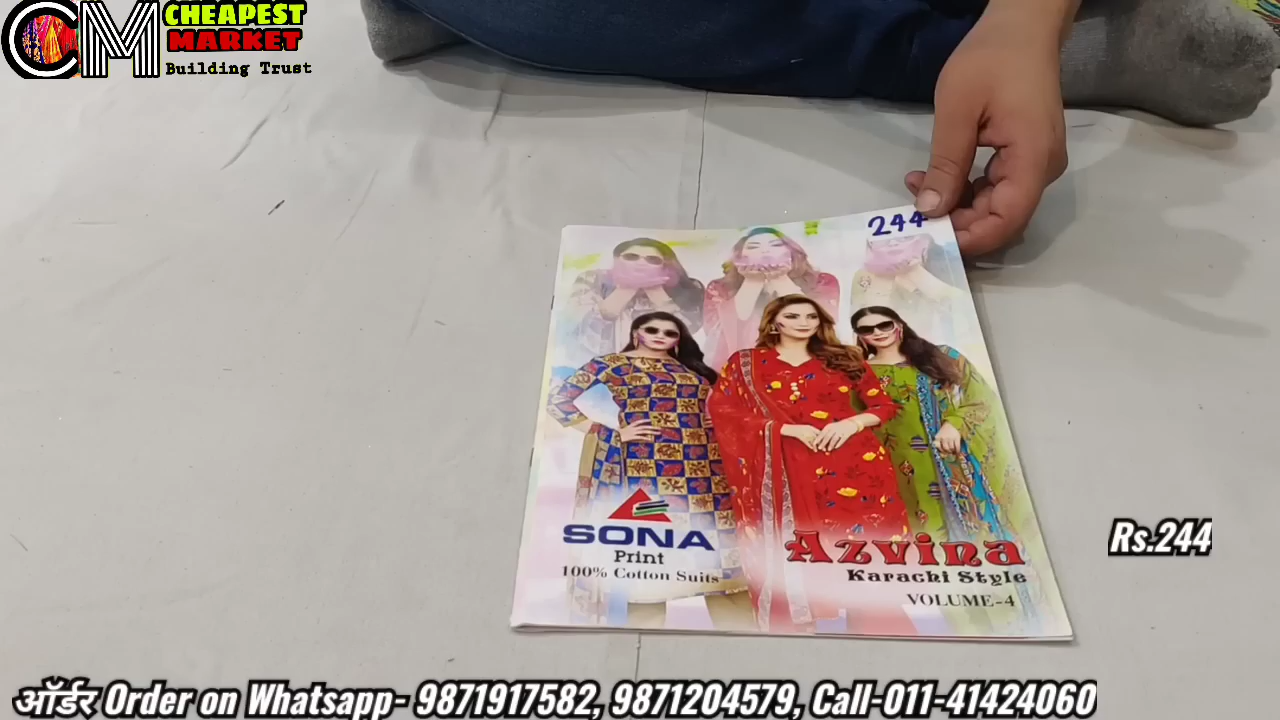 CM CHEAPEST
MARKET
Building Trust
244
SONA
Print
100% Cotton Suits
Azvina
Karachi Style
VOLUME-4
Rs.244
ऑर्डर Order on Whatsapp- 9871917582, 9871204579, Call-011-41424060